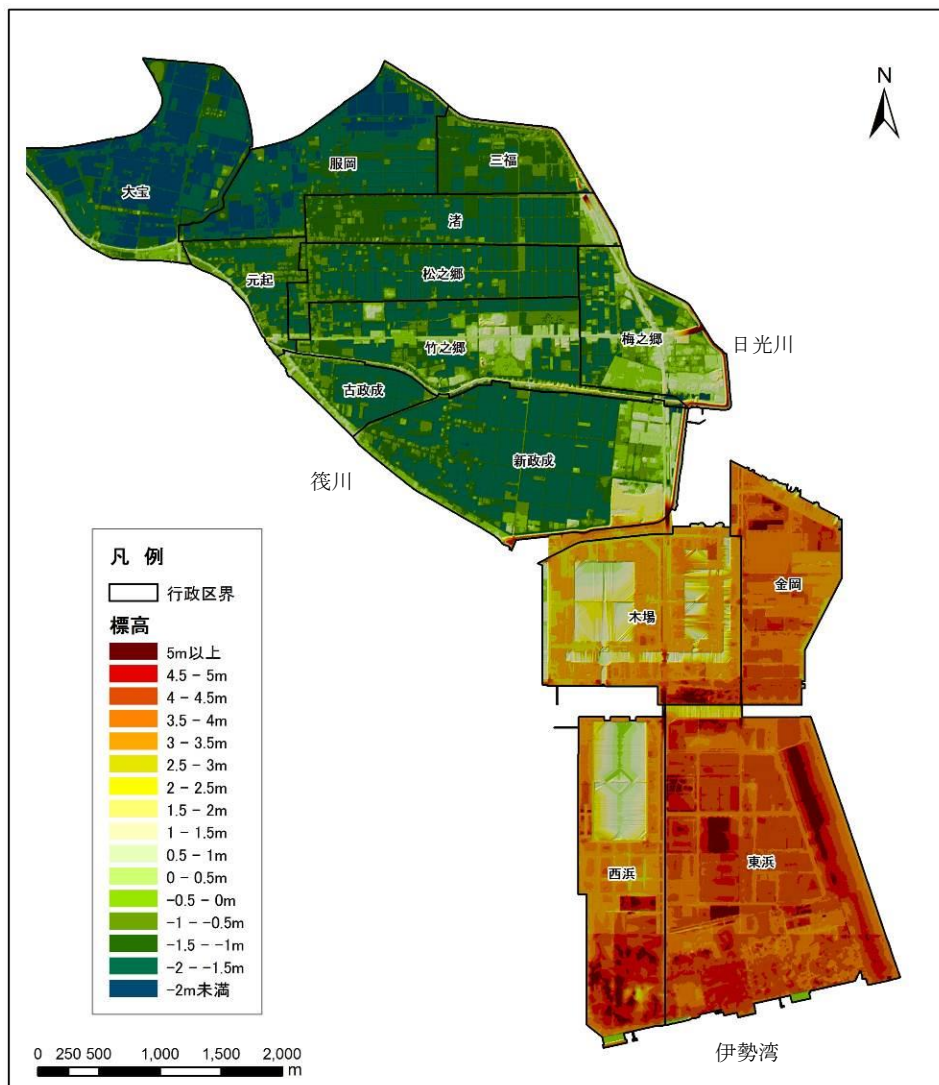 N
三福
服岡
大宝
渚
松之郷
元起
日光川
梅之郷
竹之郷
古政成
新政成
筏川
金岡
木場
西浜
東浜
伊勢湾
凡 例
行政区界
標高
5m以上
4.5 - 5m
4 - 4.5m
3.5 - 4m
3 - 3.5m
2.5 - 3m
2 - 2.5m
1.5 - 2m
1 - 1.5m
0.5 - 1m
0 - 0.5m
-0.5 - 0m
-1 - -0.5m
-1.5 - -1m
-2 - -1.5m
-2m未満
0 250 500 1,000 1,500 2,000
m